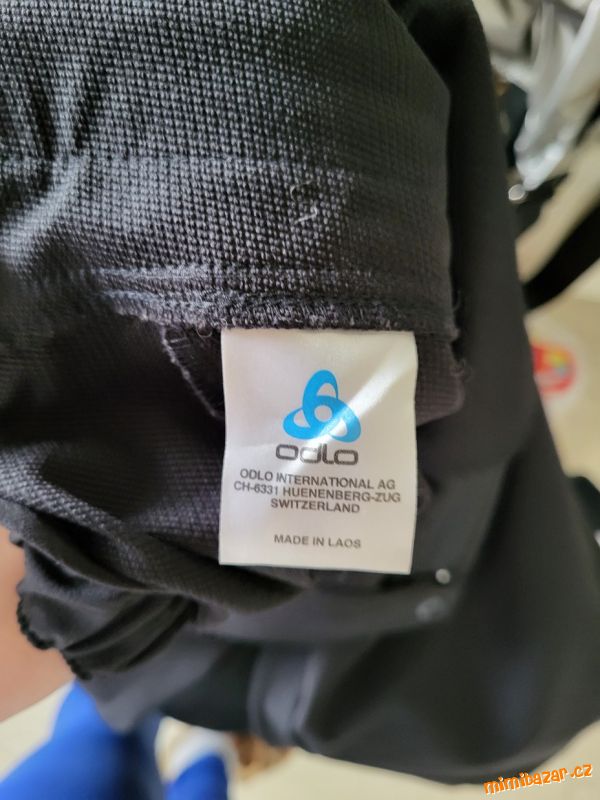 odlo
ODLO INTERNATIONAL AG
CH-6331 HUENENBERG-ZUG
SWITZERLAND
MADE IN LAOS
mimibazar.cz